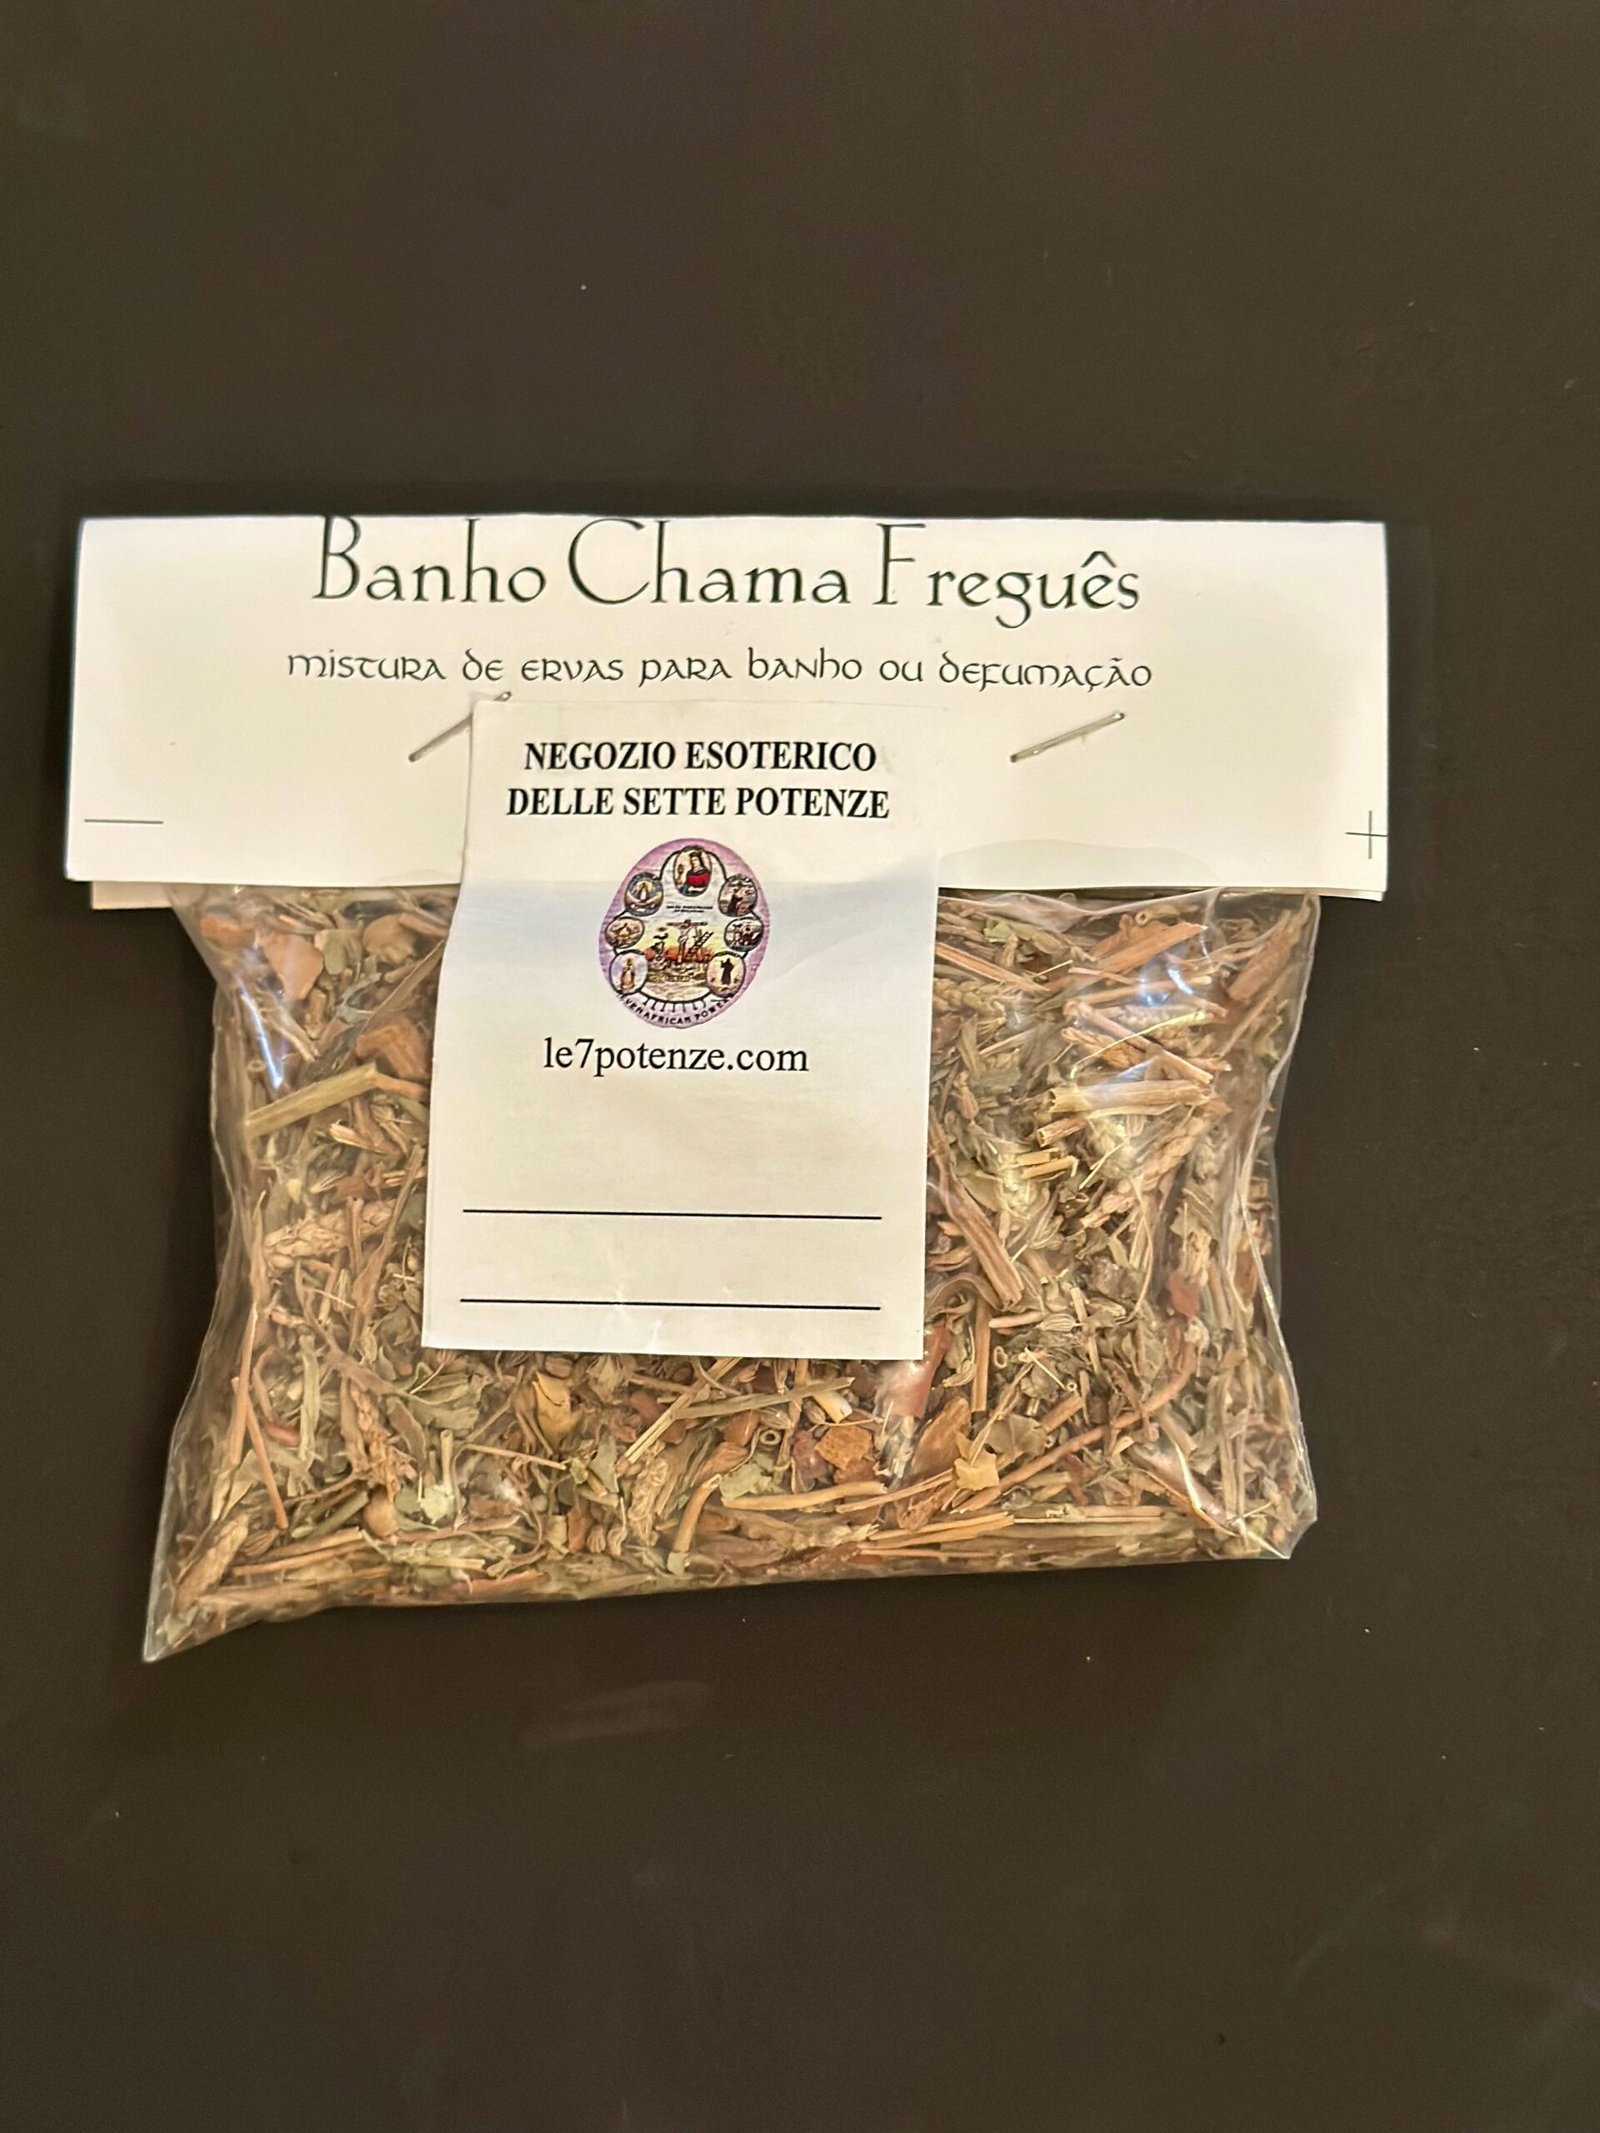 Banho Chama Freguês
mistura de ervas para banho ou defumação
NEGOZIO ESOTERICO
DELLE SETTE POTENZE
le7potenze.com